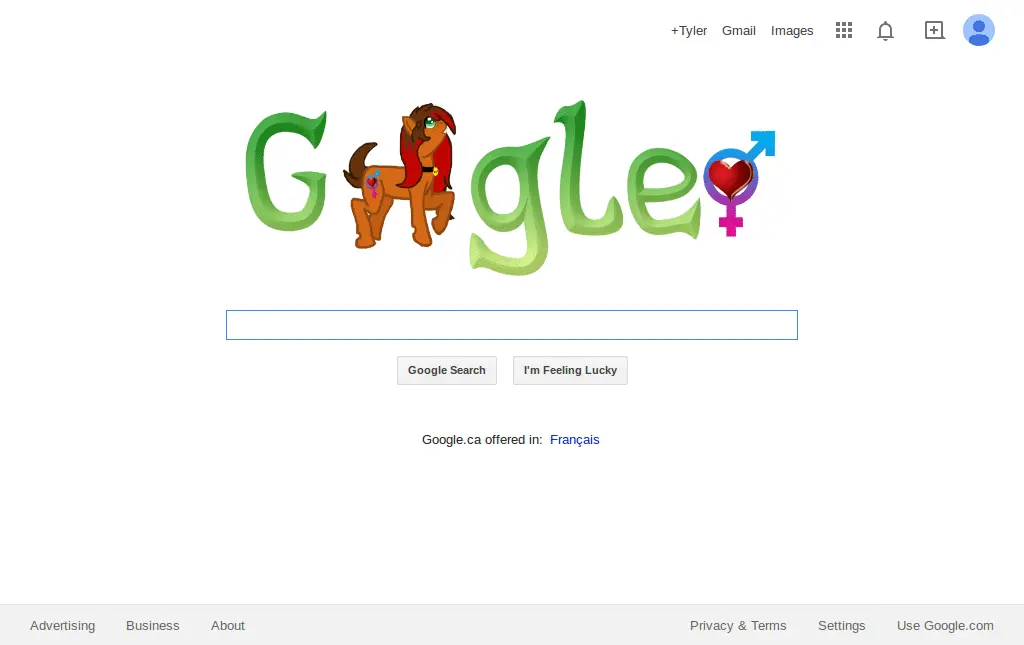 +Tyler Gmail Images
G gle
Google Search I'm Feeling Lucky
Google.ca offered in: Français
Advertising Business About Privacy & Terms Settings Use Google.com